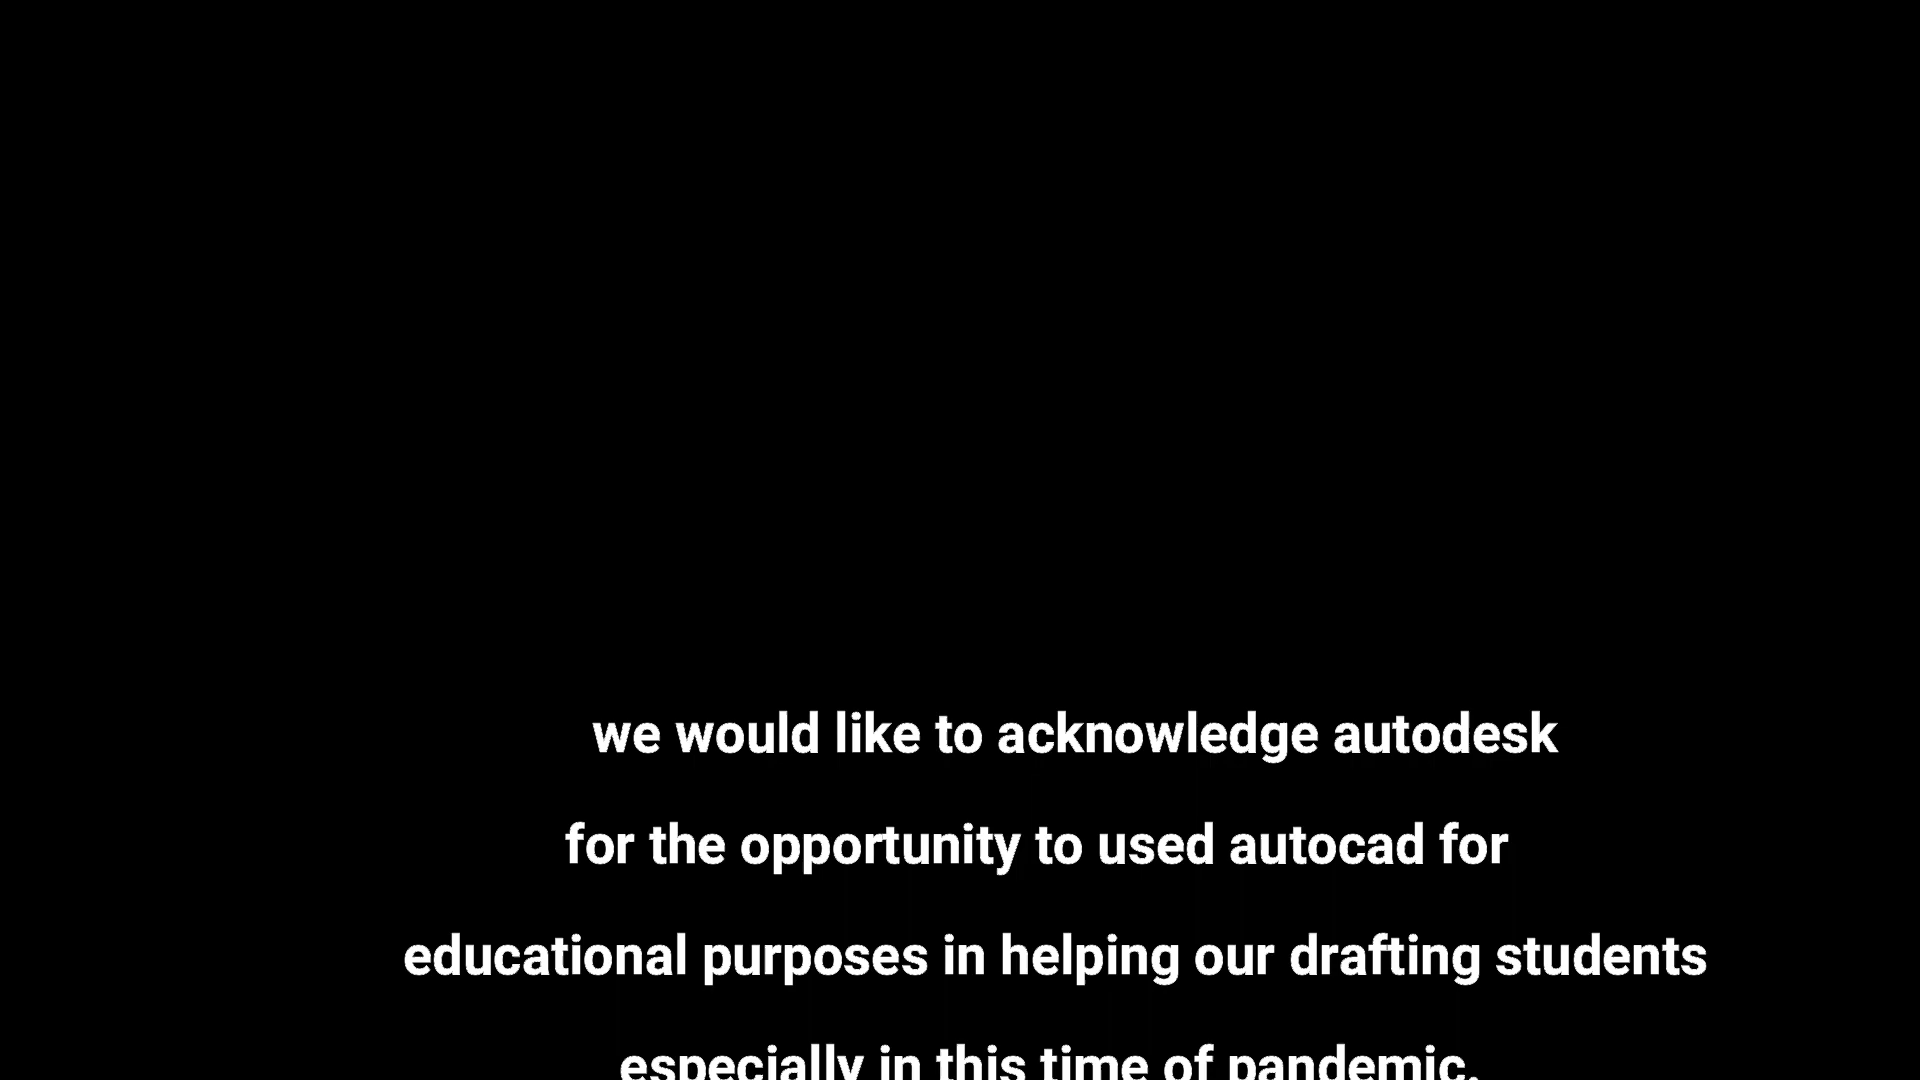 we would like to acknowledge autodesk
for the opportunity to used autocad for
educational purposes in helping our drafting students
especially in this time of pandemic.